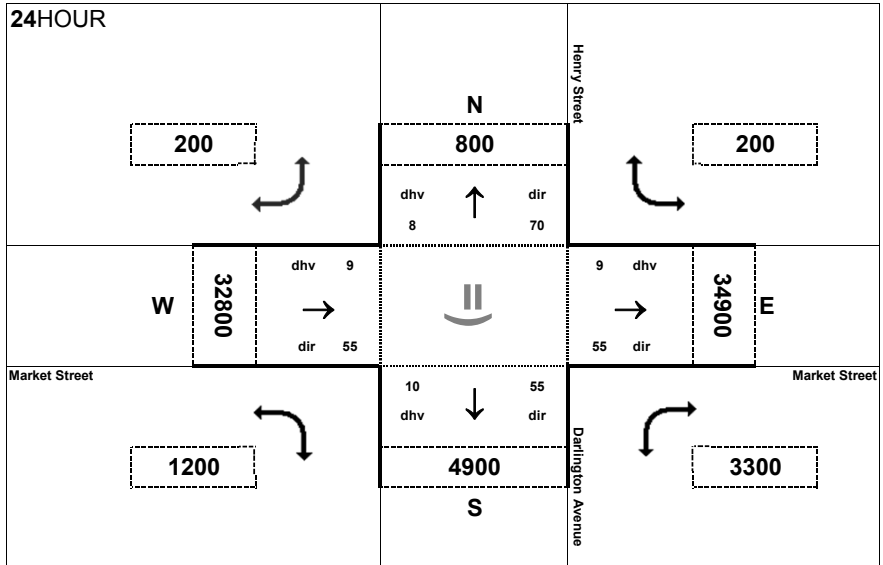 24HOUR
Henry Street
N
200
800
200
dhv
dir
8
70
dhv 9
9 dhv
W
32800
34900
E
dir 55
55 dir
Market Street
Market Street
10
55
dhv
dir
Darlington Avenue
1200
4900
3300
S